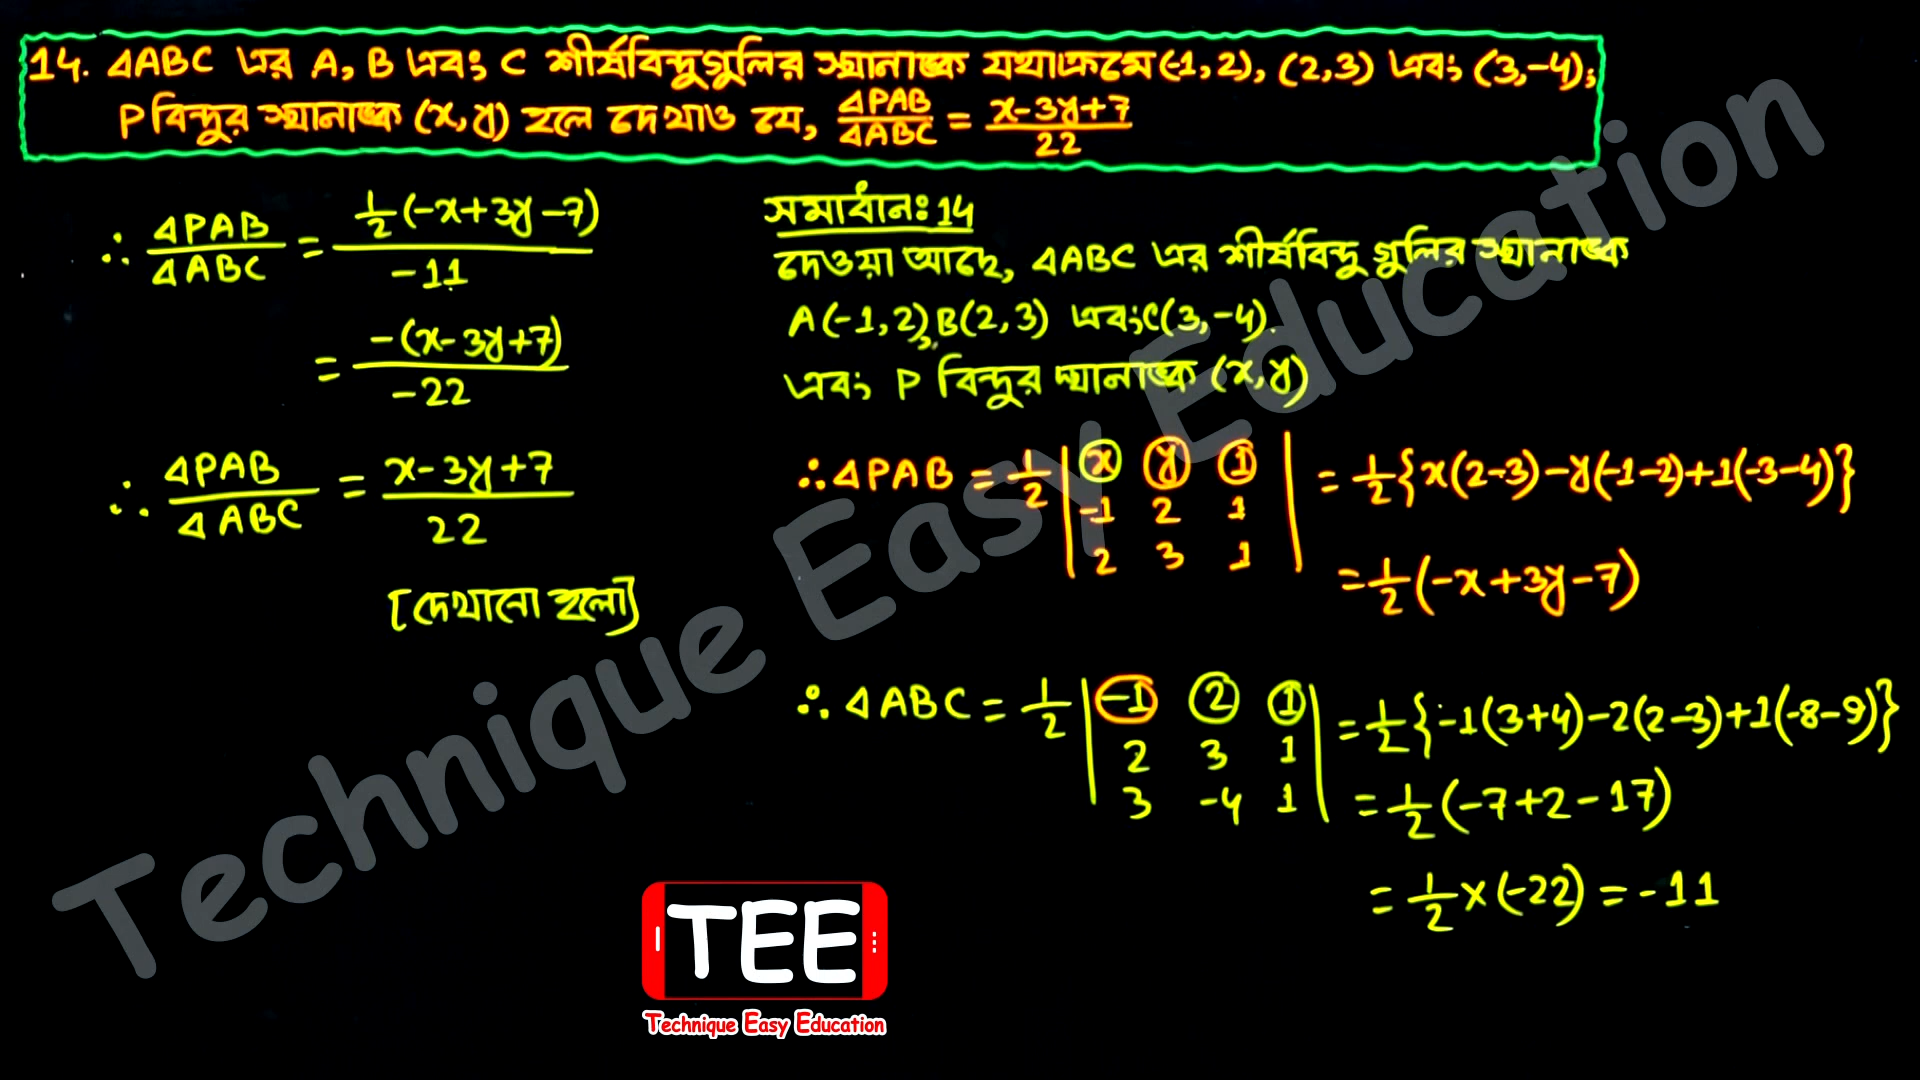 14. ΔABC এর A, B এবং C শীর্ষবিন্দুগুলির স্থানাঙ্ক যথাক্রমে (-1, 2), (2,3) এবং (3,-4);
P বিন্দুর স্থানাঙ্ক (x, y) হলে দেখাও যে, ΔPAB/ΔABC = (x-3y+7)/22
সমাধানঃ 14
দেওয়া আছে, ΔABC এর শীর্ষবিন্দু গুলির স্থানাঙ্ক
A(-1,2), B(2,3) এবং C(3,-4).
এবং P বিন্দুর স্থানাঙ্ক (x,y)
∴ ΔPAB = 1/2 | x y 1 | = 1/2 {x(2-3)-y(-1-2)+1(-3-4)}
-1 2 1
2 3 1
= 1/2 (-x+3y-7)
∴ ΔABC = 1/2 | -1 2 1 | = 1/2 {-1(3+4)-2(2-3)+1(-8-9)}
2 3 1
3 -4 1
= 1/2 (-7+2-17)
= 1/2 × (-22) = -11
∴ ΔPAB/ΔABC = 1/2 (-x+3y-7) / -11
= -(x-3y+7) / -22
∴ ΔPAB/ΔABC = x-3y+7 / 22
[দেখানো হলো]
Technique Easy Education
TEE
Technique Easy Education